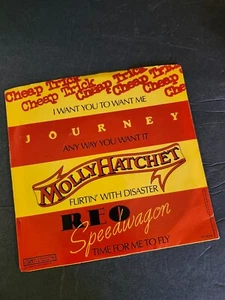 Cheap Trick Cheap Trick Cheap
Cheap Trick Cheap Trick
I WANT YOU TO WANT ME
JOURNEY
ANY WAY YOU WANT IT
MOLLY HATCHET
FLIRTIN' WITH DISASTER
REO
Speedwagon
TIME FOR ME TO FLY